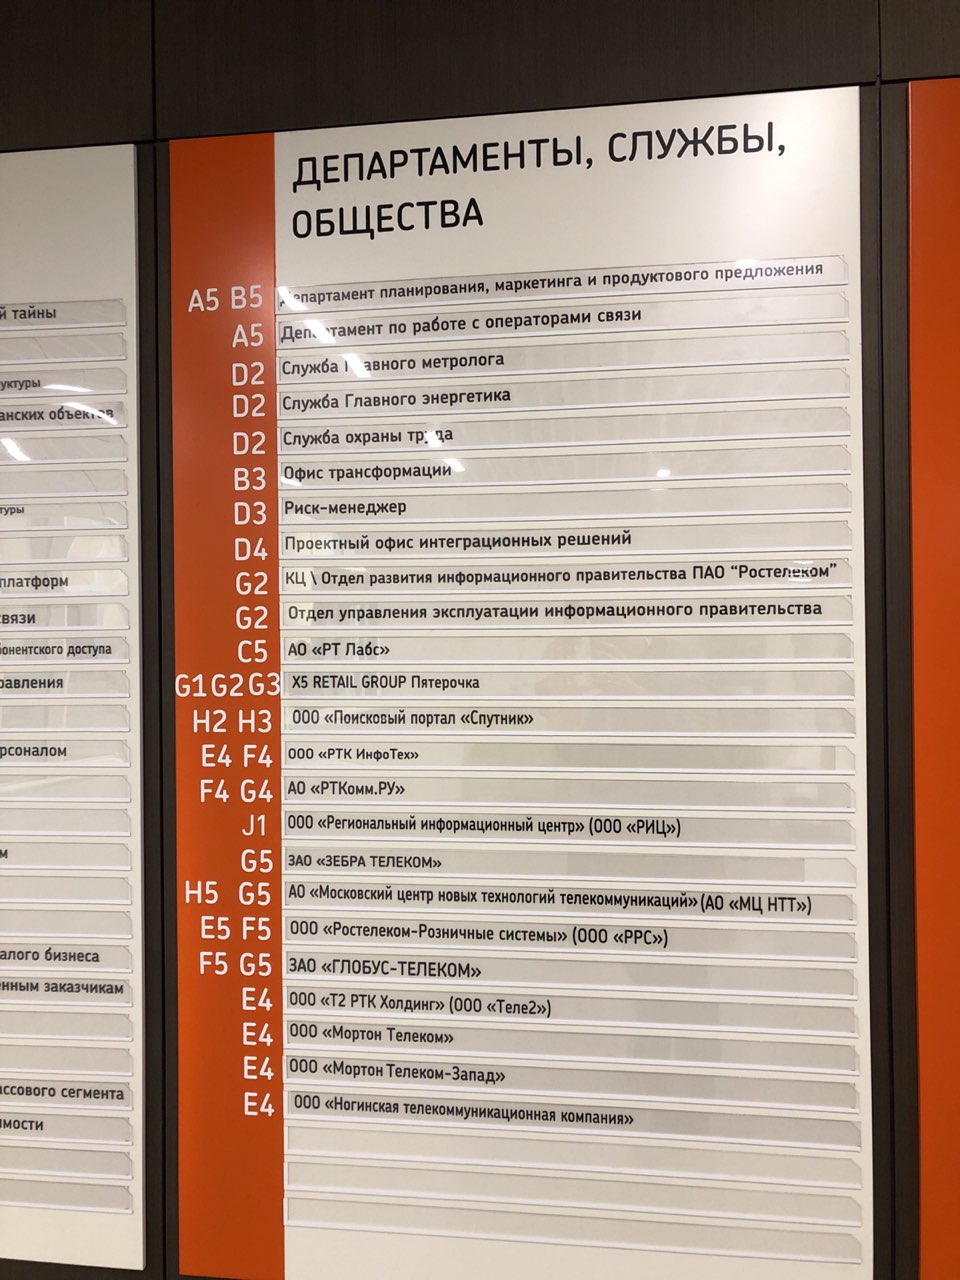 ДЕПАРТАМЕНТЫ, СЛУЖБЫ,
ОБЩЕСТВА
A5 B5 Департамент планирования, маркетинга и продуктового предложения
A5 Департамент по работе с операторами связи
D2 Служба Главного метролога
D2 Служба Главного энергетика
D2 Служба охраны труда
B3 Офис трансформации
D3 Риск-менеджер
D4 Проектный офис интеграционных решений
G2 КЦ \ Отдел развития информационного правительства ПАО “Ростелеком”
G2 Отдел управления эксплуатации информационного правительства
C5 АО «РТ Лабс»
G1 G2 G3 X5 RETAIL GROUP Пятерочка
H2 H3 ООО «Поисковый портал «Спутник»
E4 F4 ООО «РТК ИнфоТех»
F4 G4 АО «РТКомм.РУ»
J1 ООО «Региональный информационный центр» (ООО «РИЦ»)
G5 ЗАО «ЗЕБРА ТЕЛЕКОМ»
H5 G5 АО «Московский центр новых технологий телекоммуникаций» (АО «МЦ НТТ»)
E5 F5 ООО «Ростелеком-Розничные системы» (ООО «РРС»)
F5 G5 ЗАО «ГЛОБУС-ТЕЛЕКОМ»
E4 ООО «Т2 РТК Холдинг» (ООО «Теле2»)
E4 ООО «Мортон Телеком»
E4 ООО «Мортон Телеком-Запад»
E4 ООО «Ногинская телекоммуникационная компания»
й тайны
уктуры
анских объектов
туры
платформ
связи
бонентского доступа
равления
рсоналом
м
алого бизнеса
енным заказчикам
ассового сегмента
имости